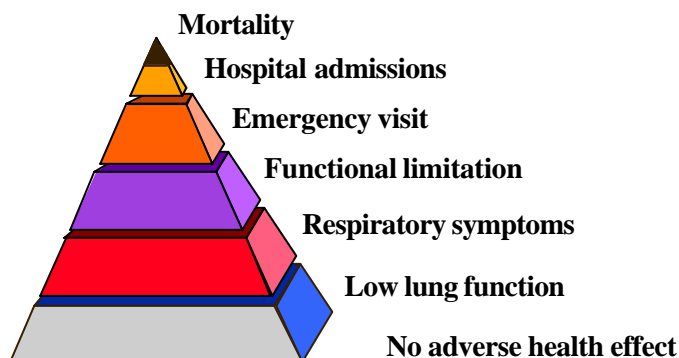 Mortality
Hospital admissions
Emergency visit
Functional limitation
Respiratory symptoms
Low lung function
No adverse health effect